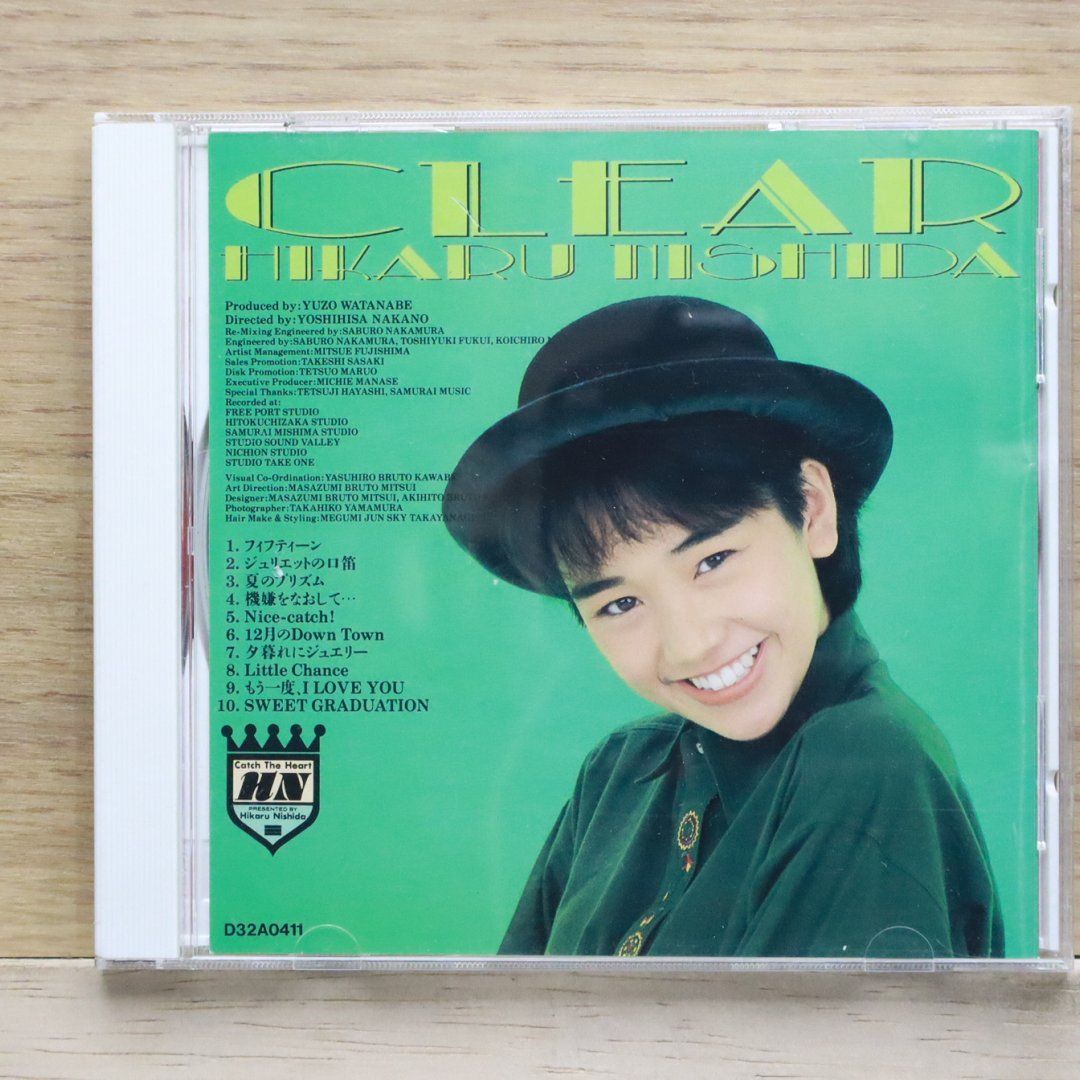 CLEAR
HIKARU NISHIDA
Produced by:YUZO WATANABE
Directed by:YOSHIHISA NAKANO
Re-Mixing Engineered by:SABURO NAKAMURA
Engineered by:SABURO NAKAMURA, TOSHIYUKI FUKUI, KOICHIRO
Artist Management:MITSUE FUJISHIMA
Sales Promotion:TAKESHI SASAKI
Disk Promotion:TETSUO MARUO
Executive Producer:MICHIE MANASE
Special Thanks:TETSUJI HAYASHI, SAMURAI MUSIC
Recorded at:
FREE PORT STUDIO
HITOKUCHIZAKA STUDIO
SAMURAI MISHIMA STUDIO
STUDIO SOUND VALLEY
NICHION STUDIO
STUDIO TAKE ONE
Visual Co-Ordination:YASUHIRO BRUTO
Art Direction:MASAZUMI BRUTO MITSUI
Designer:MASAZUMI BRUTO MITSUI, AKIHITO BRUTO
Photographer:TAKAHIKO YAMAMURA
Hair Make & Styling:MEGUMI JUN SKY TAKAYANAGI
1. フィフティーン
2. ジュリエットの口笛
3. 夏のプリズム
4. 機嫌をなおして…
5. Nice-catch!
6. 12月のDown Town
7. 夕暮れにジュエリー
8. Little Chance
9. もう一度、I LOVE YOU
10. SWEET GRADUATION
Catch The Heart
HN
PRESENTED BY
Hikaru Nishida
D32A0411